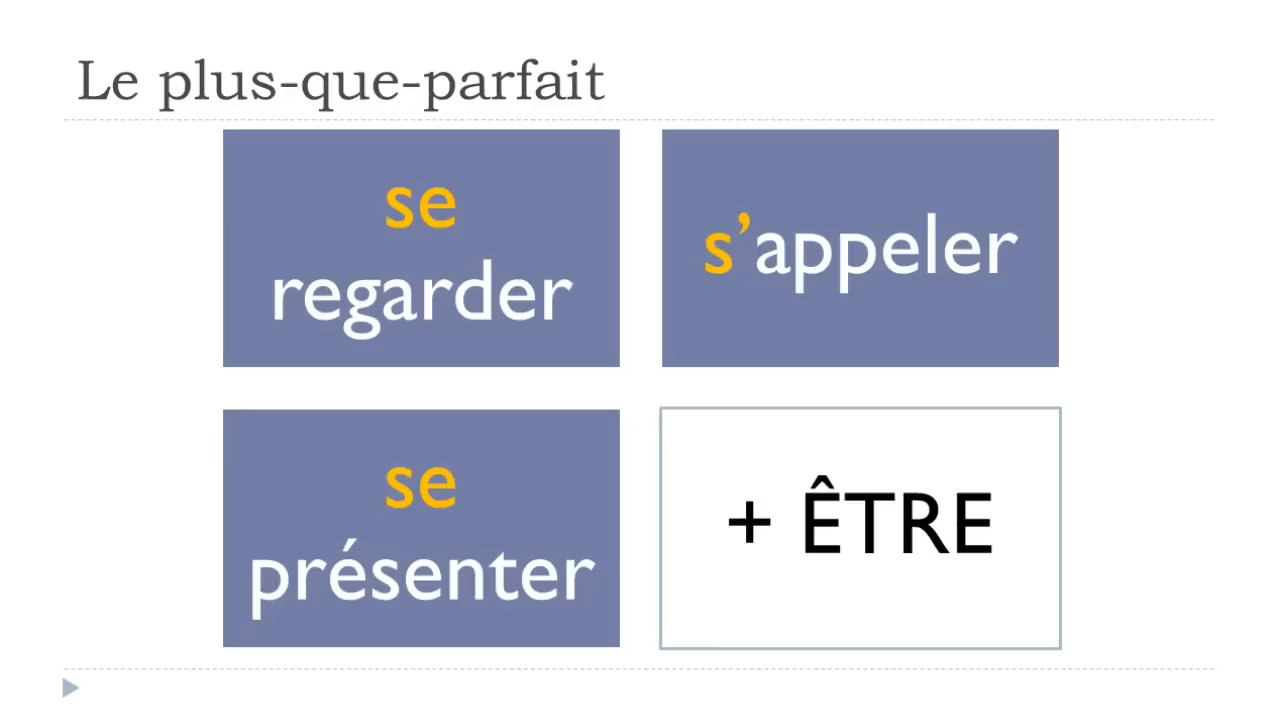 Le plus-que-parfait
se
regarder
s’appeler
se
présenter
+ ÊTRE